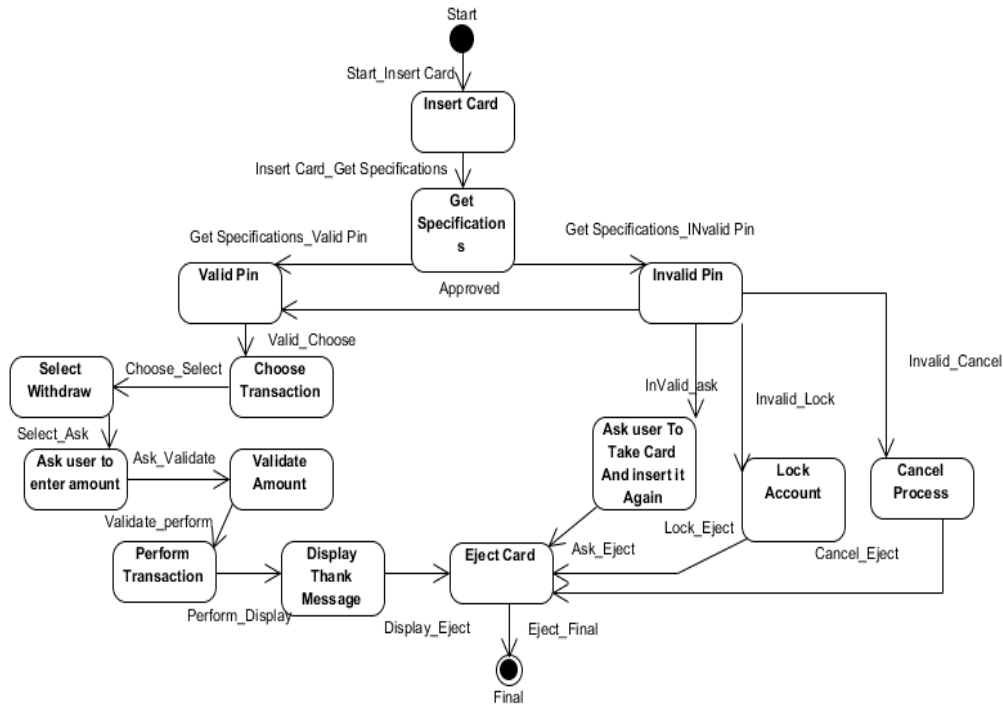 Start
Start_Insert Card
Insert Card
Insert Card_Get Specifications
Get
Specification
s
Get Specifications_Valid Pin
Get Specifications_INvalid Pin
Valid Pin
Approved
Invalid Pin
Valid_Choose
Select
Withdraw
Choose_Select
Choose
Transaction
InValid_ask
Invalid_Lock
Invalid_Cancel
Select_Ask
Ask user to
enter amount
Ask_Validate
Validate
Amount
Ask user To
Take Card
And insert it
Again
Lock
Account
Cancel
Process
Validate_perform
Perform
Transaction
Display
Thank
Message
Eject Card
Ask_Eject
Lock_Eject
Cancel_Eject
Perform_Display
Display_Eject
Eject_Final
Final